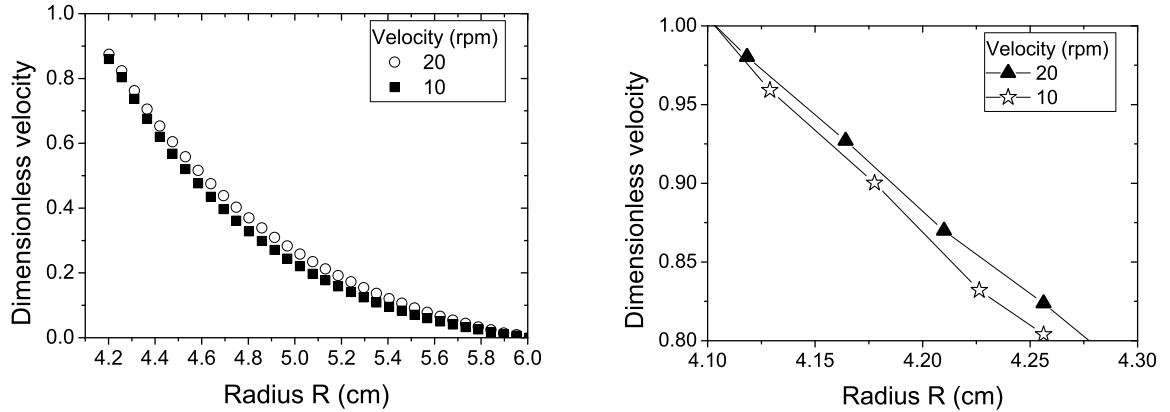 Dimensionless velocity
1.0
0.8
0.6
0.4
0.2
0.0
4.2 4.4 4.6 4.8 5.0 5.2 5.4 5.6 5.8 6.0
Radius R (cm)
Velocity (rpm)
20
10
Dimensionless velocity
1.00
0.95
0.90
0.85
0.80
4.10 4.15 4.20 4.25 4.30
Radius R (cm)
Velocity (rpm)
20
10